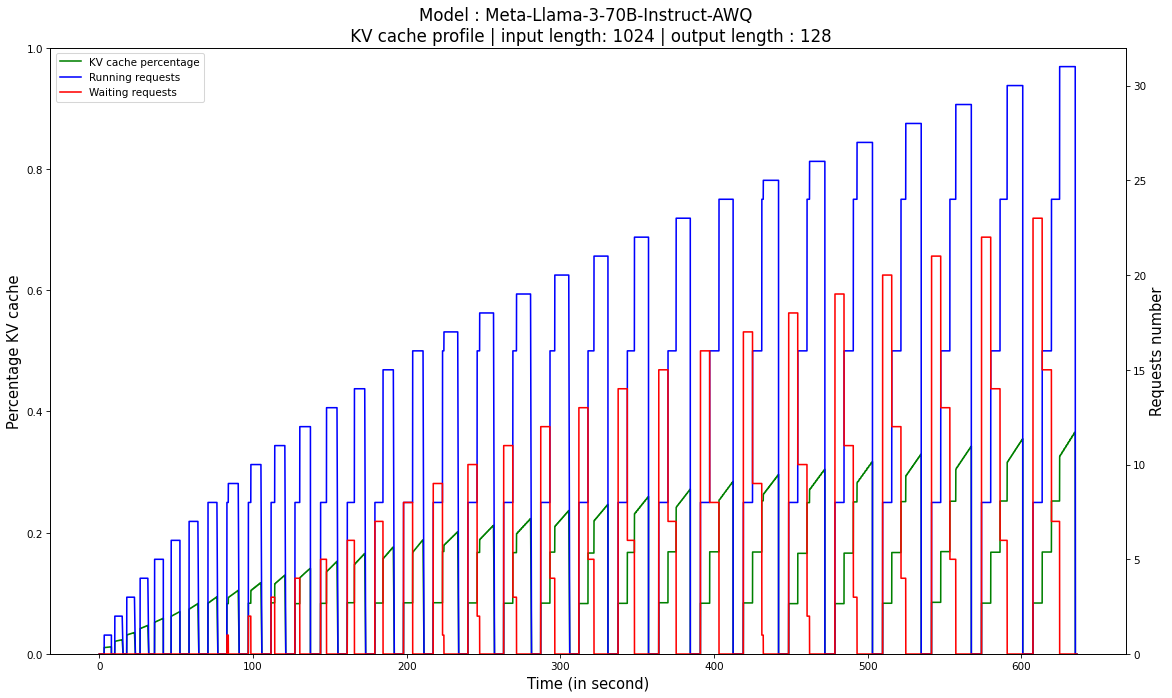 Model : Meta-Llama-3-70B-Instruct-AWQ
KV cache profile | input length: 1024 | output length : 128
KV cache percentage
Running requests
Waiting requests
Percentage KV cache
1.0
0.8
0.6
0.4
0.2
0.0
30
25
20
15
10
5
0
Requests number
0 100 200 300 400 500 600
Time (in second)